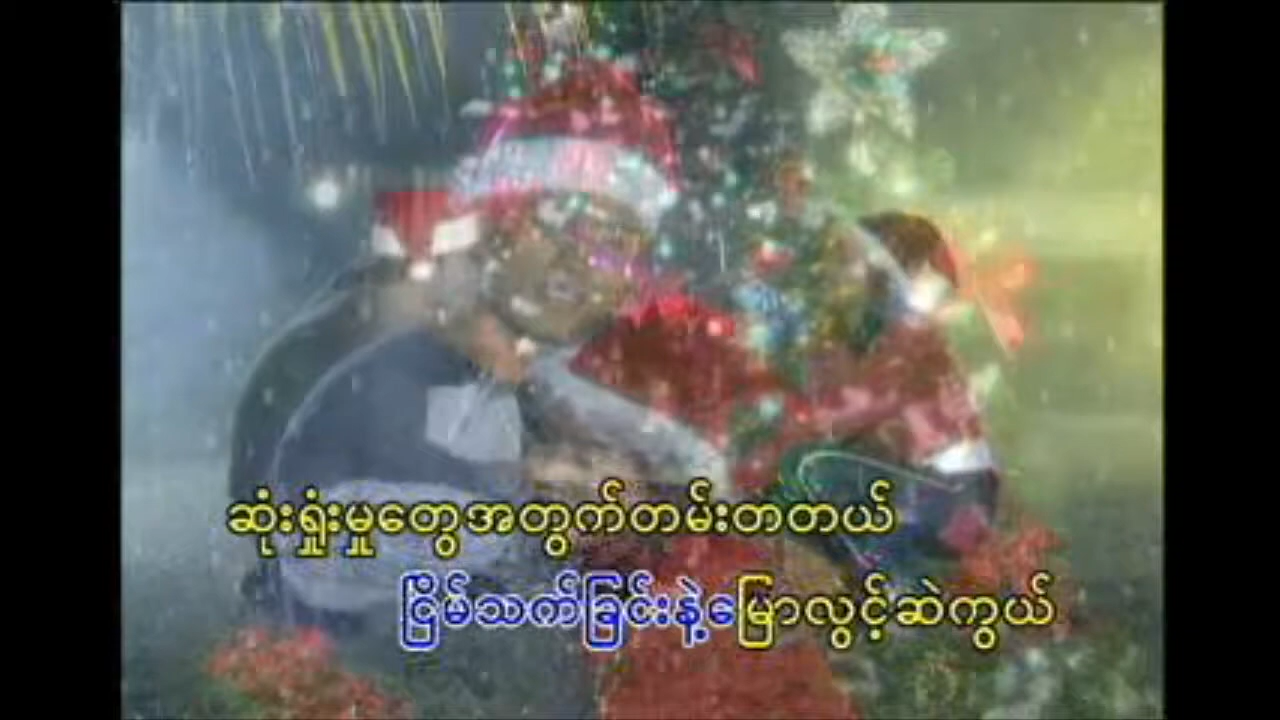 ဆုံးရှုံးမှုတွေအတွက်တမ်းတတယ်
ငြိမ်သက်ခြင်းနဲ့မြောလွင့်ဆဲကွယ်